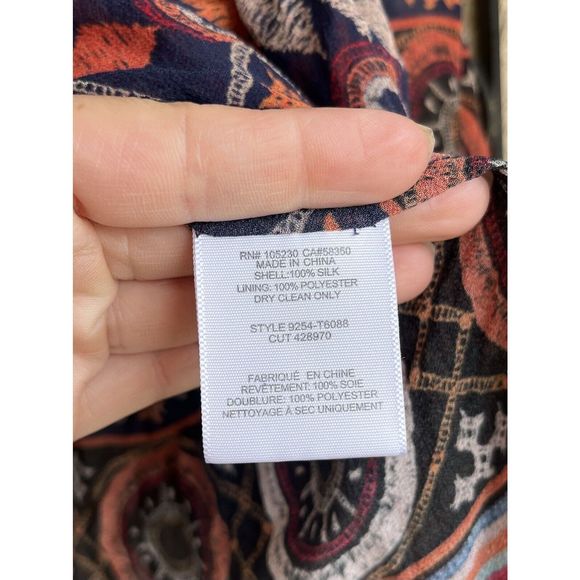 RN# 105230 CA#58350
MADE IN CHINA
SHELL:100% SILK
LINING: 100% POLYESTER
DRY CLEAN ONLY
STYLE 9254-T6088
CUT 426970
FABRIQUÉ EN CHINE
REVÊTEMENT: 100% SOIE
DOUBLURE: 100% POLYESTER
NETTOYAGE À SEC UNIQUEMENT